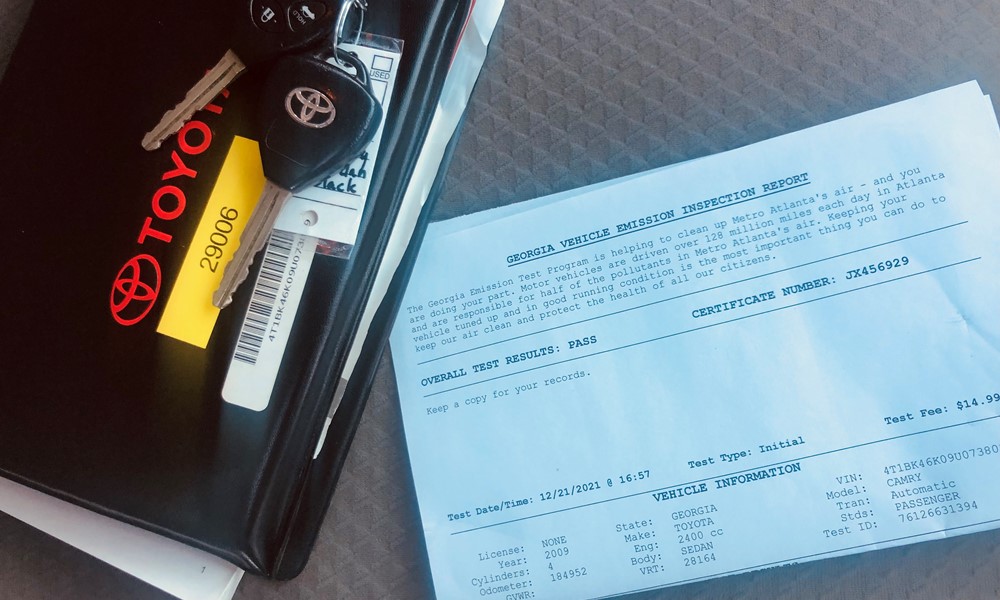 HOLD
USED
Black
TOYOTA
29006
4T1BK46K09U073
GEORGIA VEHICLE EMISSION INSPECTION REPORT
The Georgia Emission Test Program is helping to clean up Metro Atlanta's air - and you
are doing your part. Motor vehicles are driven over 128 million miles each day in Atlanta
and are responsible for half of the pollutants in Metro Atlanta's air. Keeping your
vehicle tuned up and in good running condition is the most important thing you can do to
keep our air clean and protect the health of all our citizens.
CERTIFICATE NUMBER: JX456929
OVERALL TEST RESULTS: PASS
Keep a copy for your records.
Test Date/Time: 12/21/2021 @ 16:57 Test Type: Initial Test Fee: $14.99
VEHICLE INFORMATION
License: NONE State: GEORGIA VIN: 4T1BK46K09U07380
Year: 2009 Make: TOYOTA Model: CAMRY
Cylinders: 4 Eng: 2400 cc Tran: Automatic
Odometer: 184952 Body: SEDAN Stds: PASSENGER
GVWR: VRT: 28164 Test ID: 76126631394
1